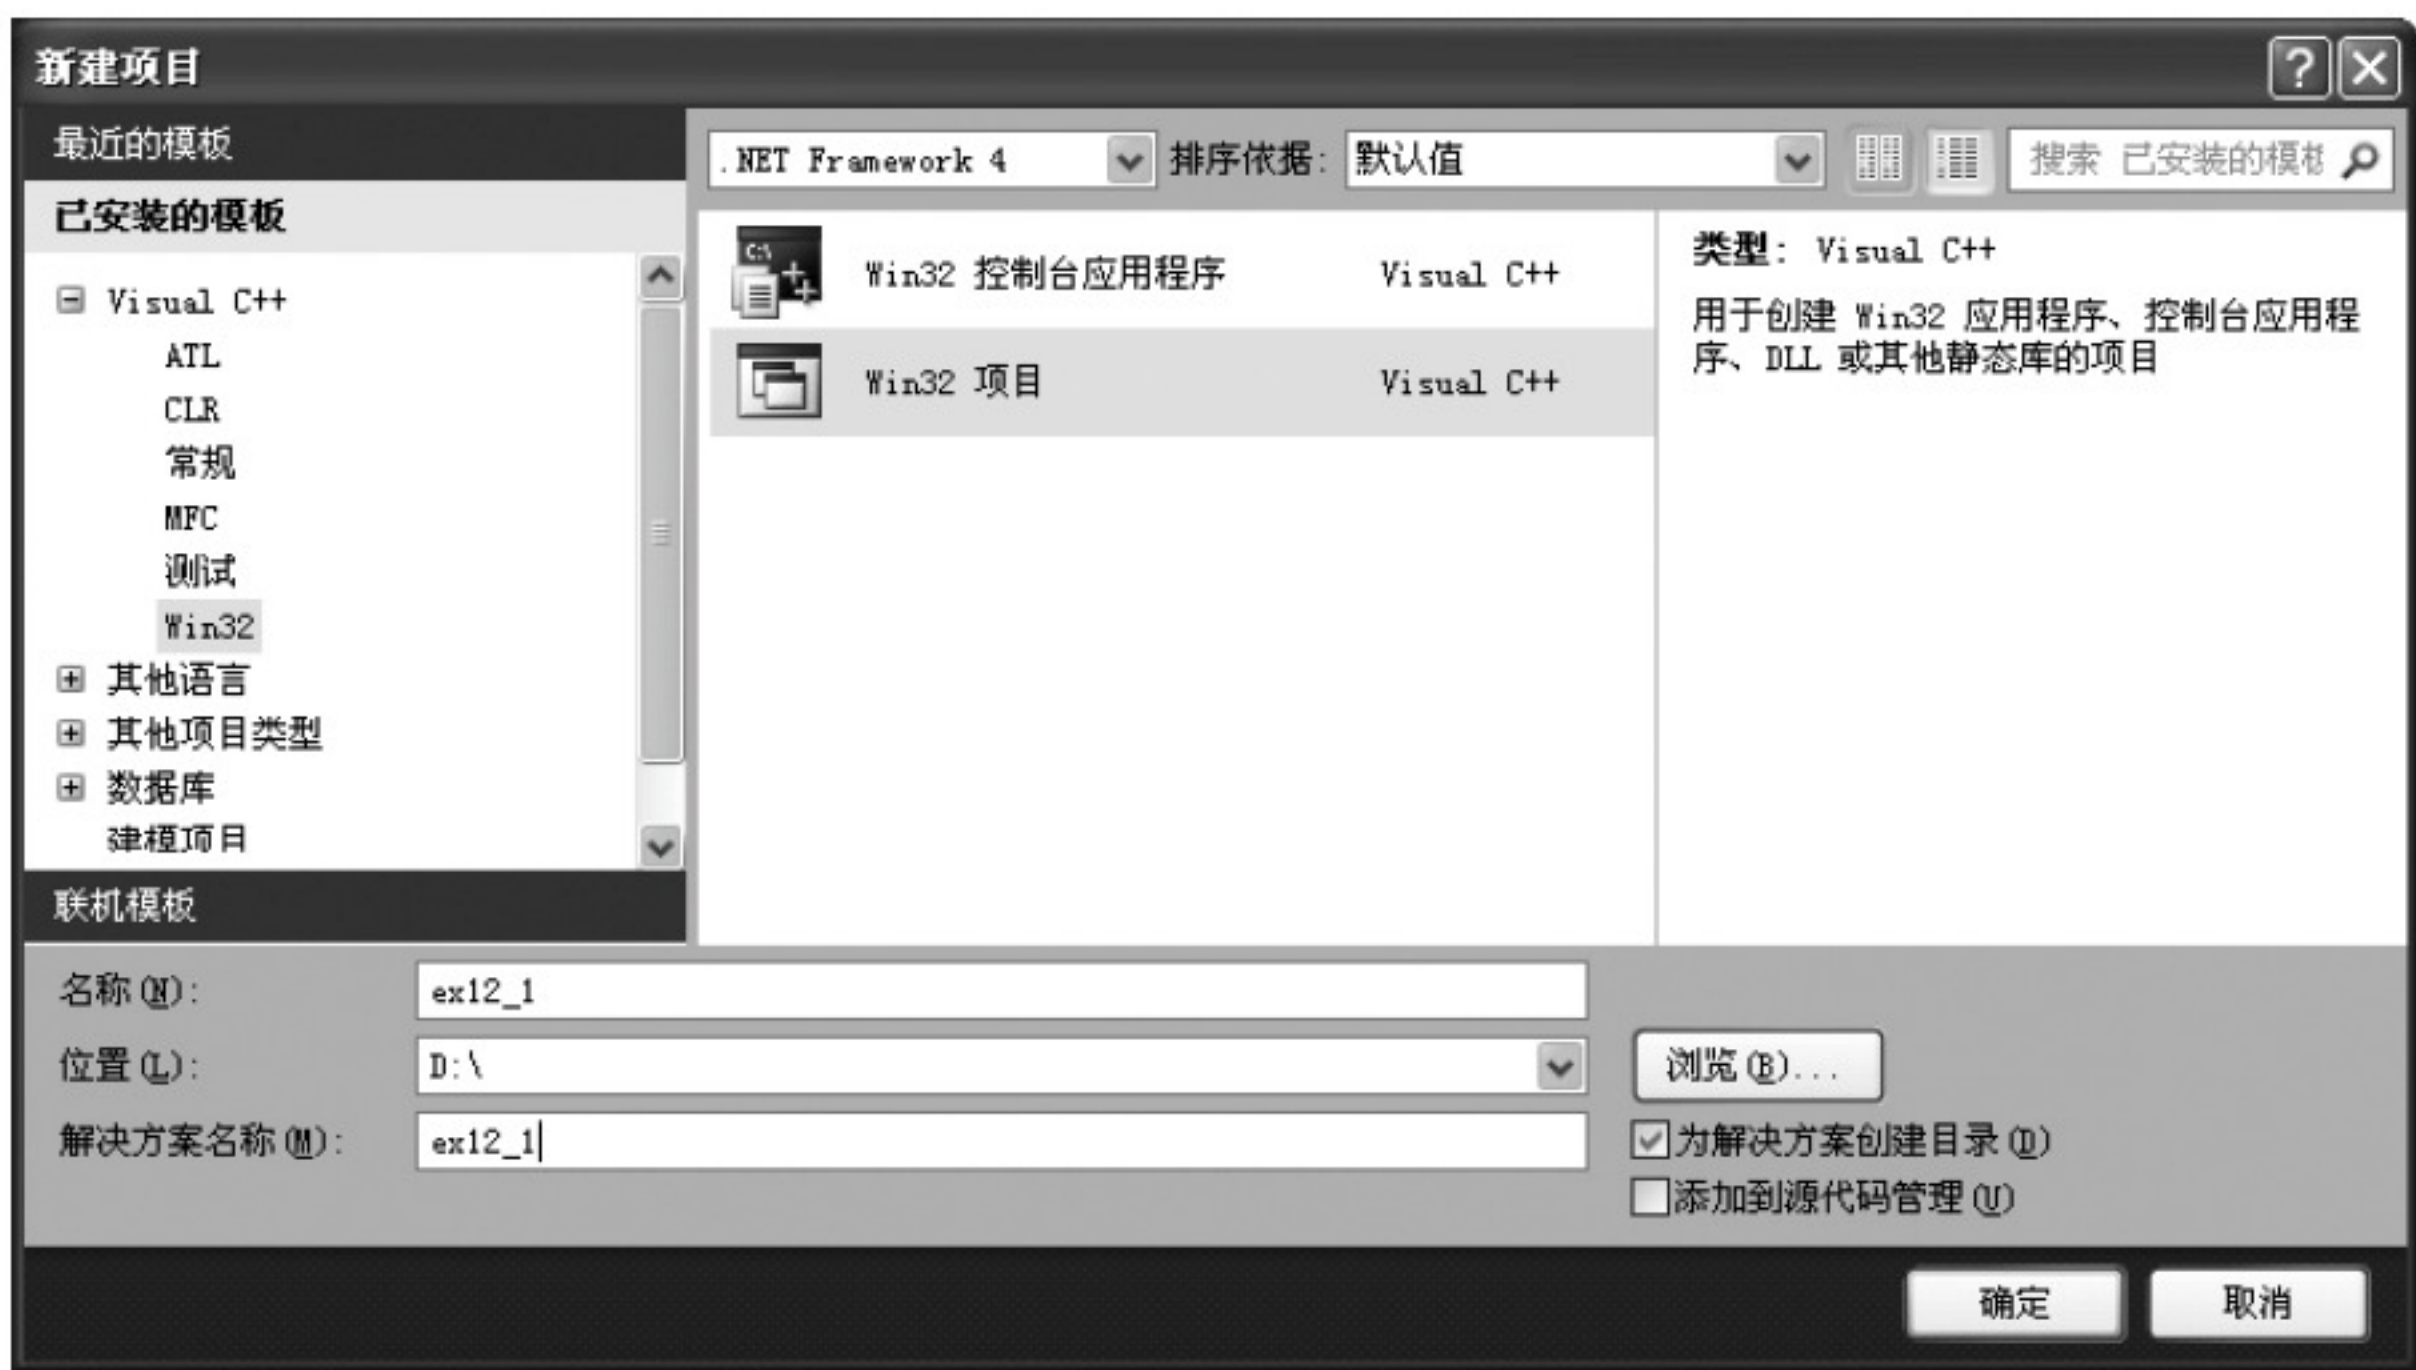 新建项目
最近的模板
.NET Framework 4
排序依据:
默认值
搜索 已安装的模
已安装的模板
Visual C++
ATL
CLR
常规
MFC
测试
Win32
其他语言
其他项目类型
数据库
建模项目
联机模板
Win32 控制台应用程序 Visual C++
Win32 项目 Visual C++
类型: Visual C++
用于创建 Win32 应用程序、控制台应用程
序、DLL 或其他静态库的项目
名称(N): ex12_1
位置(L): D:\
浏览(B)...
解决方案名称(M): ex12_1
为解决方案创建目录(D)
添加到源代码管理(U)
确定
取消